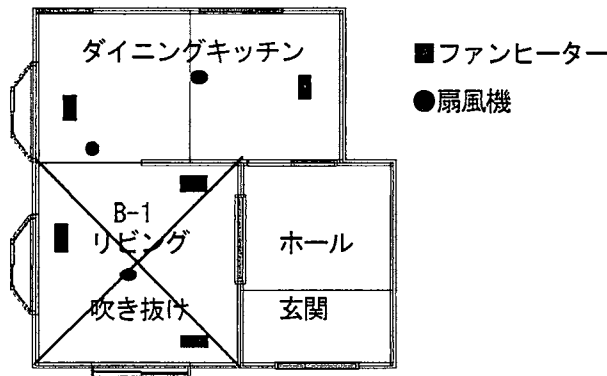 ダイニングキッチン
■ファンヒーター
●扇風機
B-1
リビング
吹き抜け
ホール
玄関